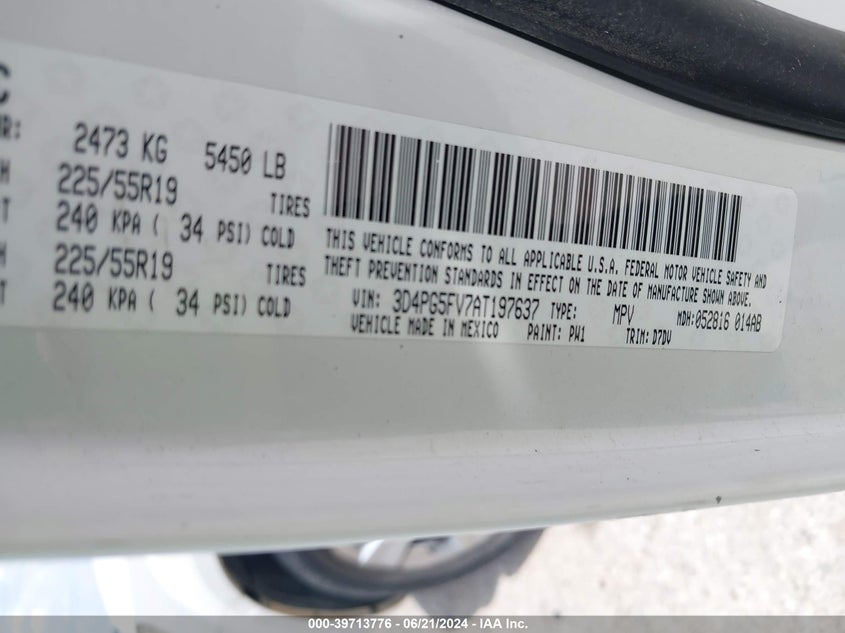 C
2473 KG 5450 LB
225/55R19 TIRES
240 KPA ( 34 PSI) COLD
225/55R19 TIRES
240 KPA ( 34 PSI) COLD
THIS VEHICLE CONFORMS TO ALL APPLICABLE U.S.A. FEDERAL MOTOR VEHICLE SAFETY AND
THEFT PREVENTION STANDARDS IN EFFECT ON THE DATE OF MANUFACTURE SHOWN ABOVE.
VIN: 3D4PG5FV7AT197637 TYPE: MPV MDH:052816 014AB
VEHICLE MADE IN MEXICO PAINT: PW1 TRIM: D7DV
000-39713776 - 06/21/2024 - IAA Inc.